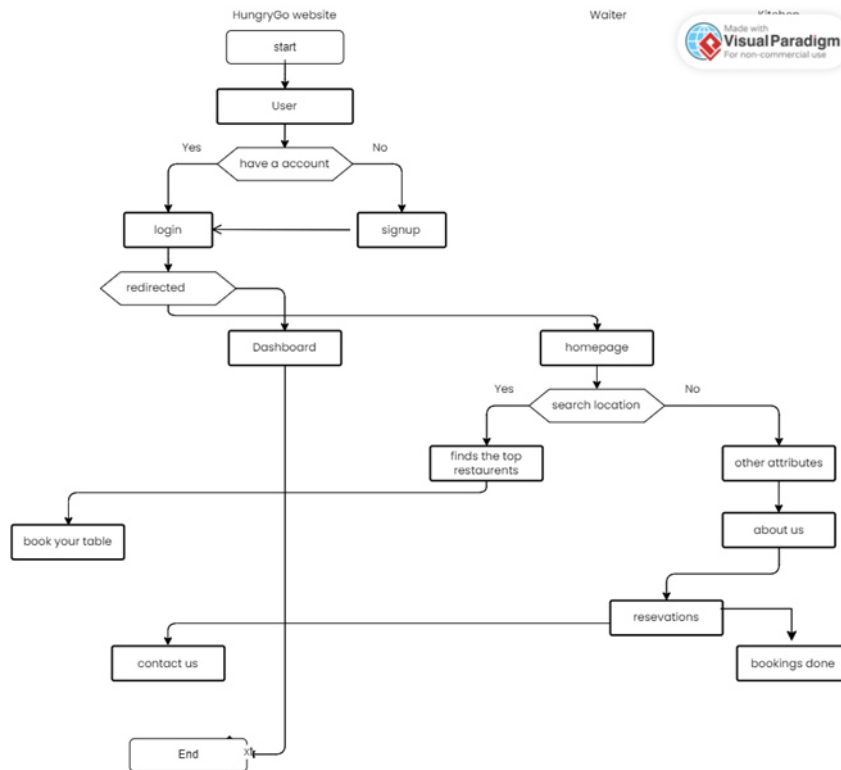 HungryGo website
Waiter
Kitchen
Made with
Visual Paradigm
For non-commercial use
start
User
Yes
No
have a account
login
signup
redirected
Dashboard
homepage
Yes
No
search location
finds the top
restaurents
other attributes
book your table
about us
resevations
contact us
bookings done
End
xt